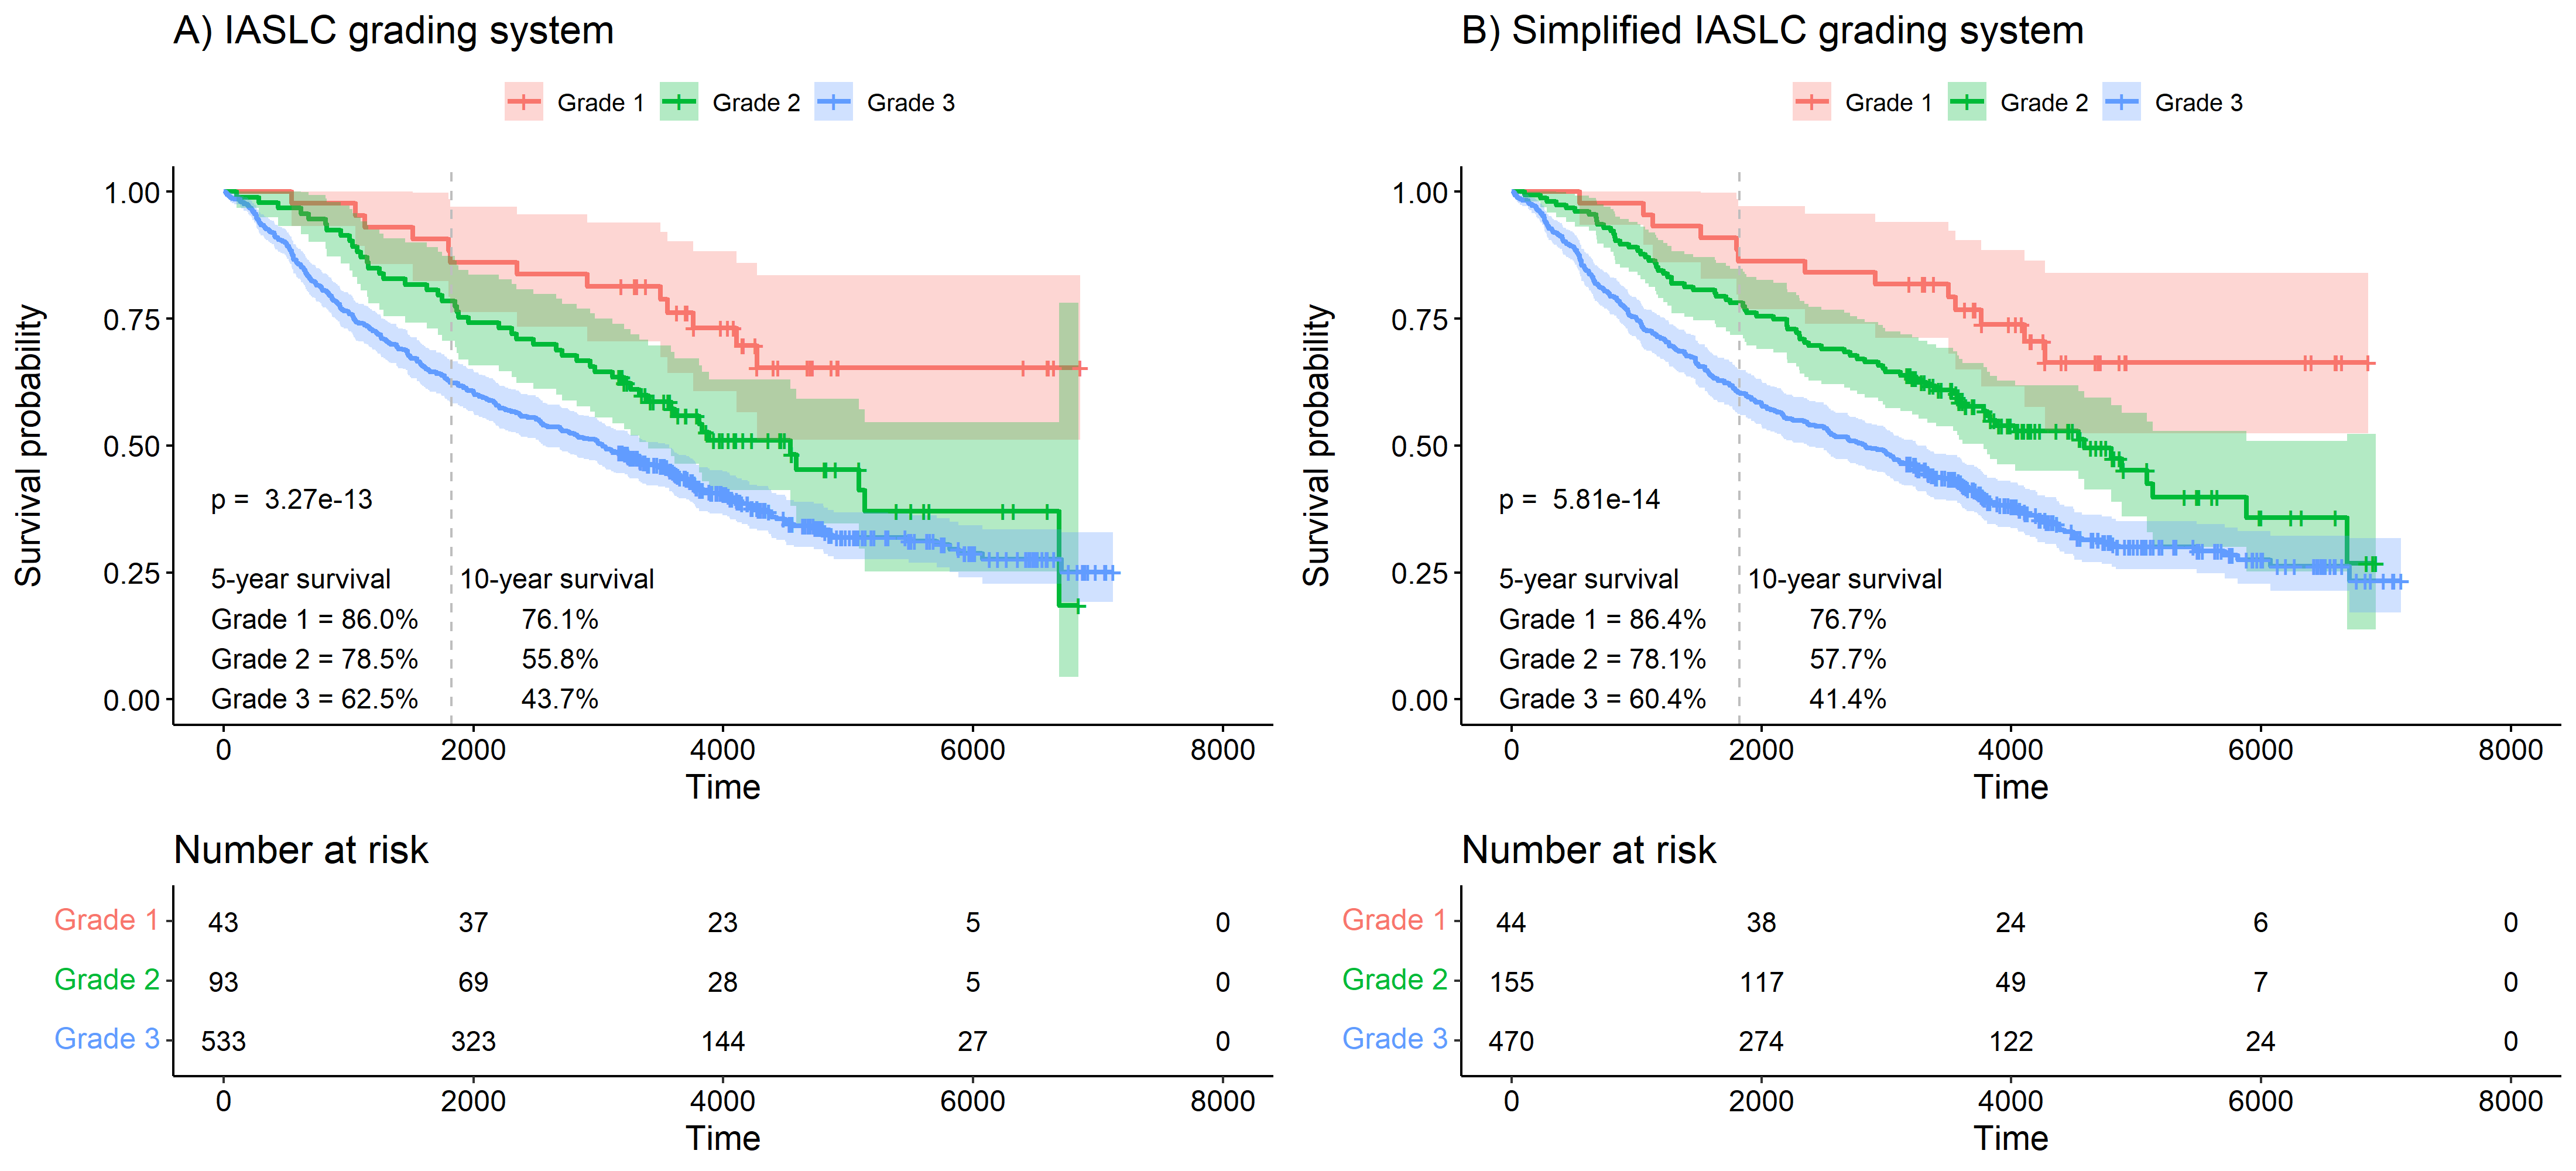 A) IASLC grading system
Grade 1 Grade 2 Grade 3
Survival probability
1.00
0.75
0.50
0.25
0.00
p = 3.27e-13
5-year survival 10-year survival
Grade 1 = 86.0% 76.1%
Grade 2 = 78.5% 55.8%
Grade 3 = 62.5% 43.7%
0 2000 4000 6000 8000
Time
Number at risk
Grade 1 43 37 23 5 0
Grade 2 93 69 28 5 0
Grade 3 533 323 144 27 0
0 2000 4000 6000 8000
Time
B) Simplified IASLC grading system
Grade 1 Grade 2 Grade 3
Survival probability
1.00
0.75
0.50
0.25
0.00
p = 5.81e-14
5-year survival 10-year survival
Grade 1 = 86.4% 76.7%
Grade 2 = 78.1% 57.7%
Grade 3 = 60.4% 41.4%
0 2000 4000 6000 8000
Time
Number at risk
Grade 1 44 38 24 6 0
Grade 2 155 117 49 7 0
Grade 3 470 274 122 24 0
0 2000 4000 6000 8000
Time